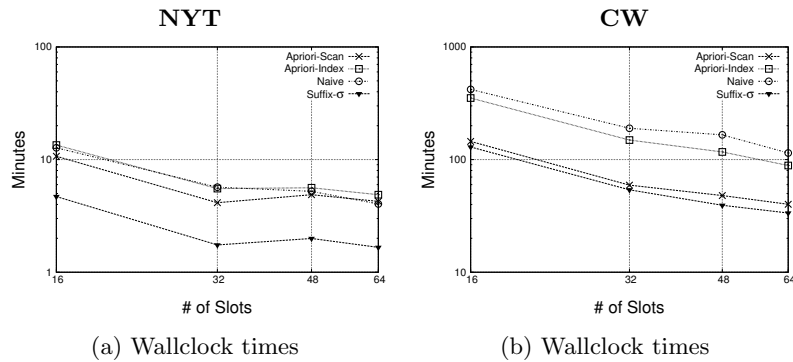 NYT
100
Apriori-Scan
Apriori-Index
Naive
Suffix-σ
Minutes
10
1
16
32
48
64
# of Slots
(a) Wallclock times
CW
1000
Apriori-Scan
Apriori-Index
Naive
Suffix-σ
Minutes
100
10
16
32
48
64
# of Slots
(b) Wallclock times